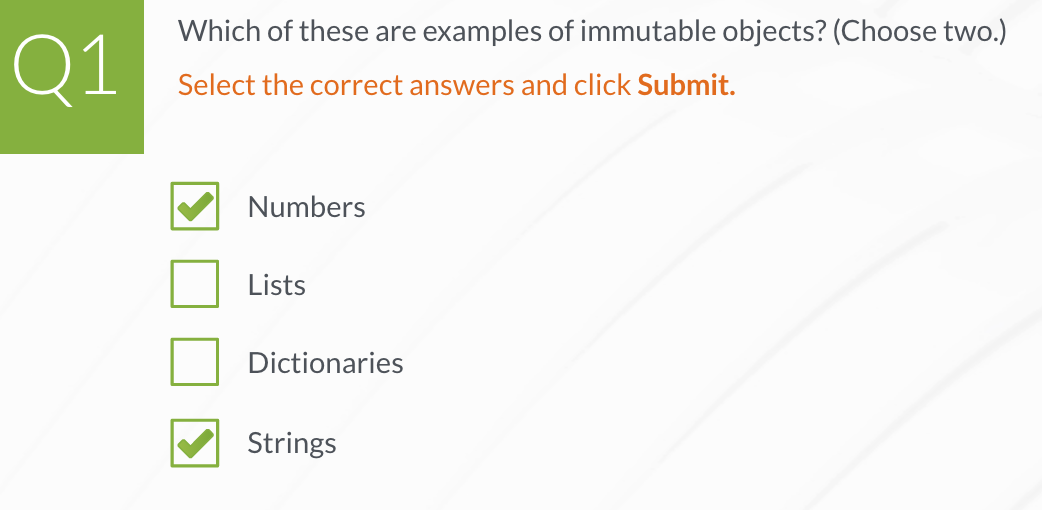 Q1
Which of these are examples of immutable objects? (Choose two.)
Select the correct answers and click Submit.
Numbers
Lists
Dictionaries
Strings